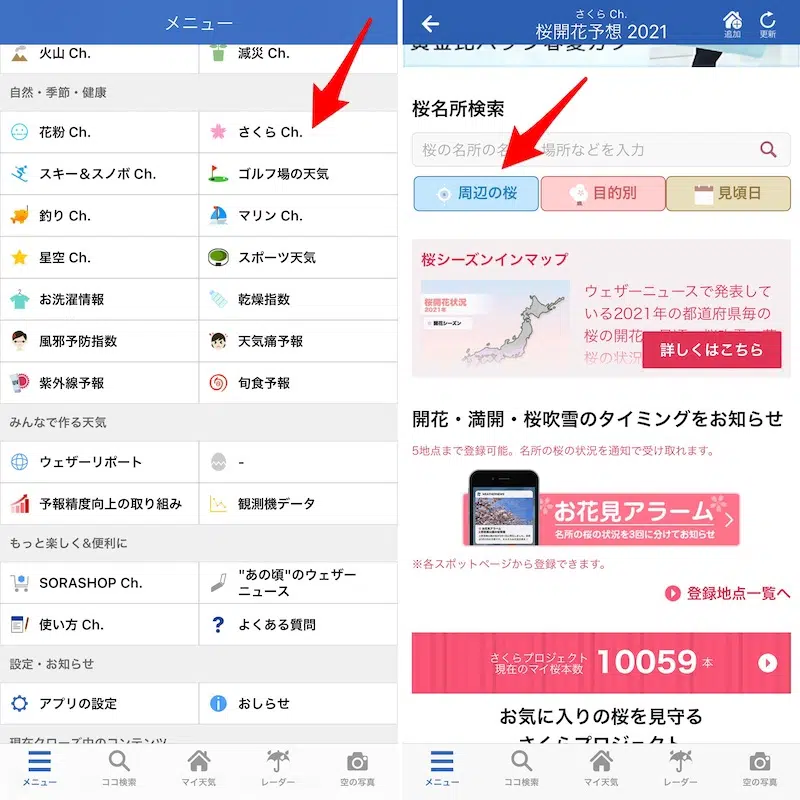 メニュー
火山 Ch.
減災 Ch.
自然・季節・健康
花粉 Ch.
さくら Ch.
スキー＆スノボ Ch.
ゴルフ場の天気
釣り Ch.
マリン Ch.
星空 Ch.
スポーツ天気
お洗濯情報
乾燥指数
風邪予防指数
天気痛予報
紫外線予報
旬食予報
みんなで作る天気
ウェザーリポート
-
予報精度向上の取り組み
観測機データ
もっと楽しく&便利に
SORASHOP Ch.
"あの頃"のウェザー
ニュース
使い方 Ch.
よくある質問
設定・お知らせ
アプリの設定
おしらせ
メニュー
ココ検索
マイ天気
レーダー
空の写真
さくら Ch.
桜開花予想 2021
追加
更新
桜名所検索
桜の名所の名 場所などを入力
周辺の桜
目的別
見頃日
桜シーズンインマップ
桜開花状況
2021年
開花シーズン
ウェザーニュースで発表して
いる2021年の都道府県毎の
桜の開花
桜の状況
詳しくはこちら
開花・満開・桜吹雪のタイミングをお知らせ
5地点まで登録可能。名所の桜の状況を通知で受け取れます。
お花見アラーム
名所の桜の状況を3回に分けてお知らせ
※各スポットページから登録できます。
登録地点一覧へ
さくらプロジェクト
現在のマイ桜本数
10059 本
お気に入りの桜を見守る
さくらプロジェクト
メニュー
ココ検索
マイ天気
レーダー
空の写真